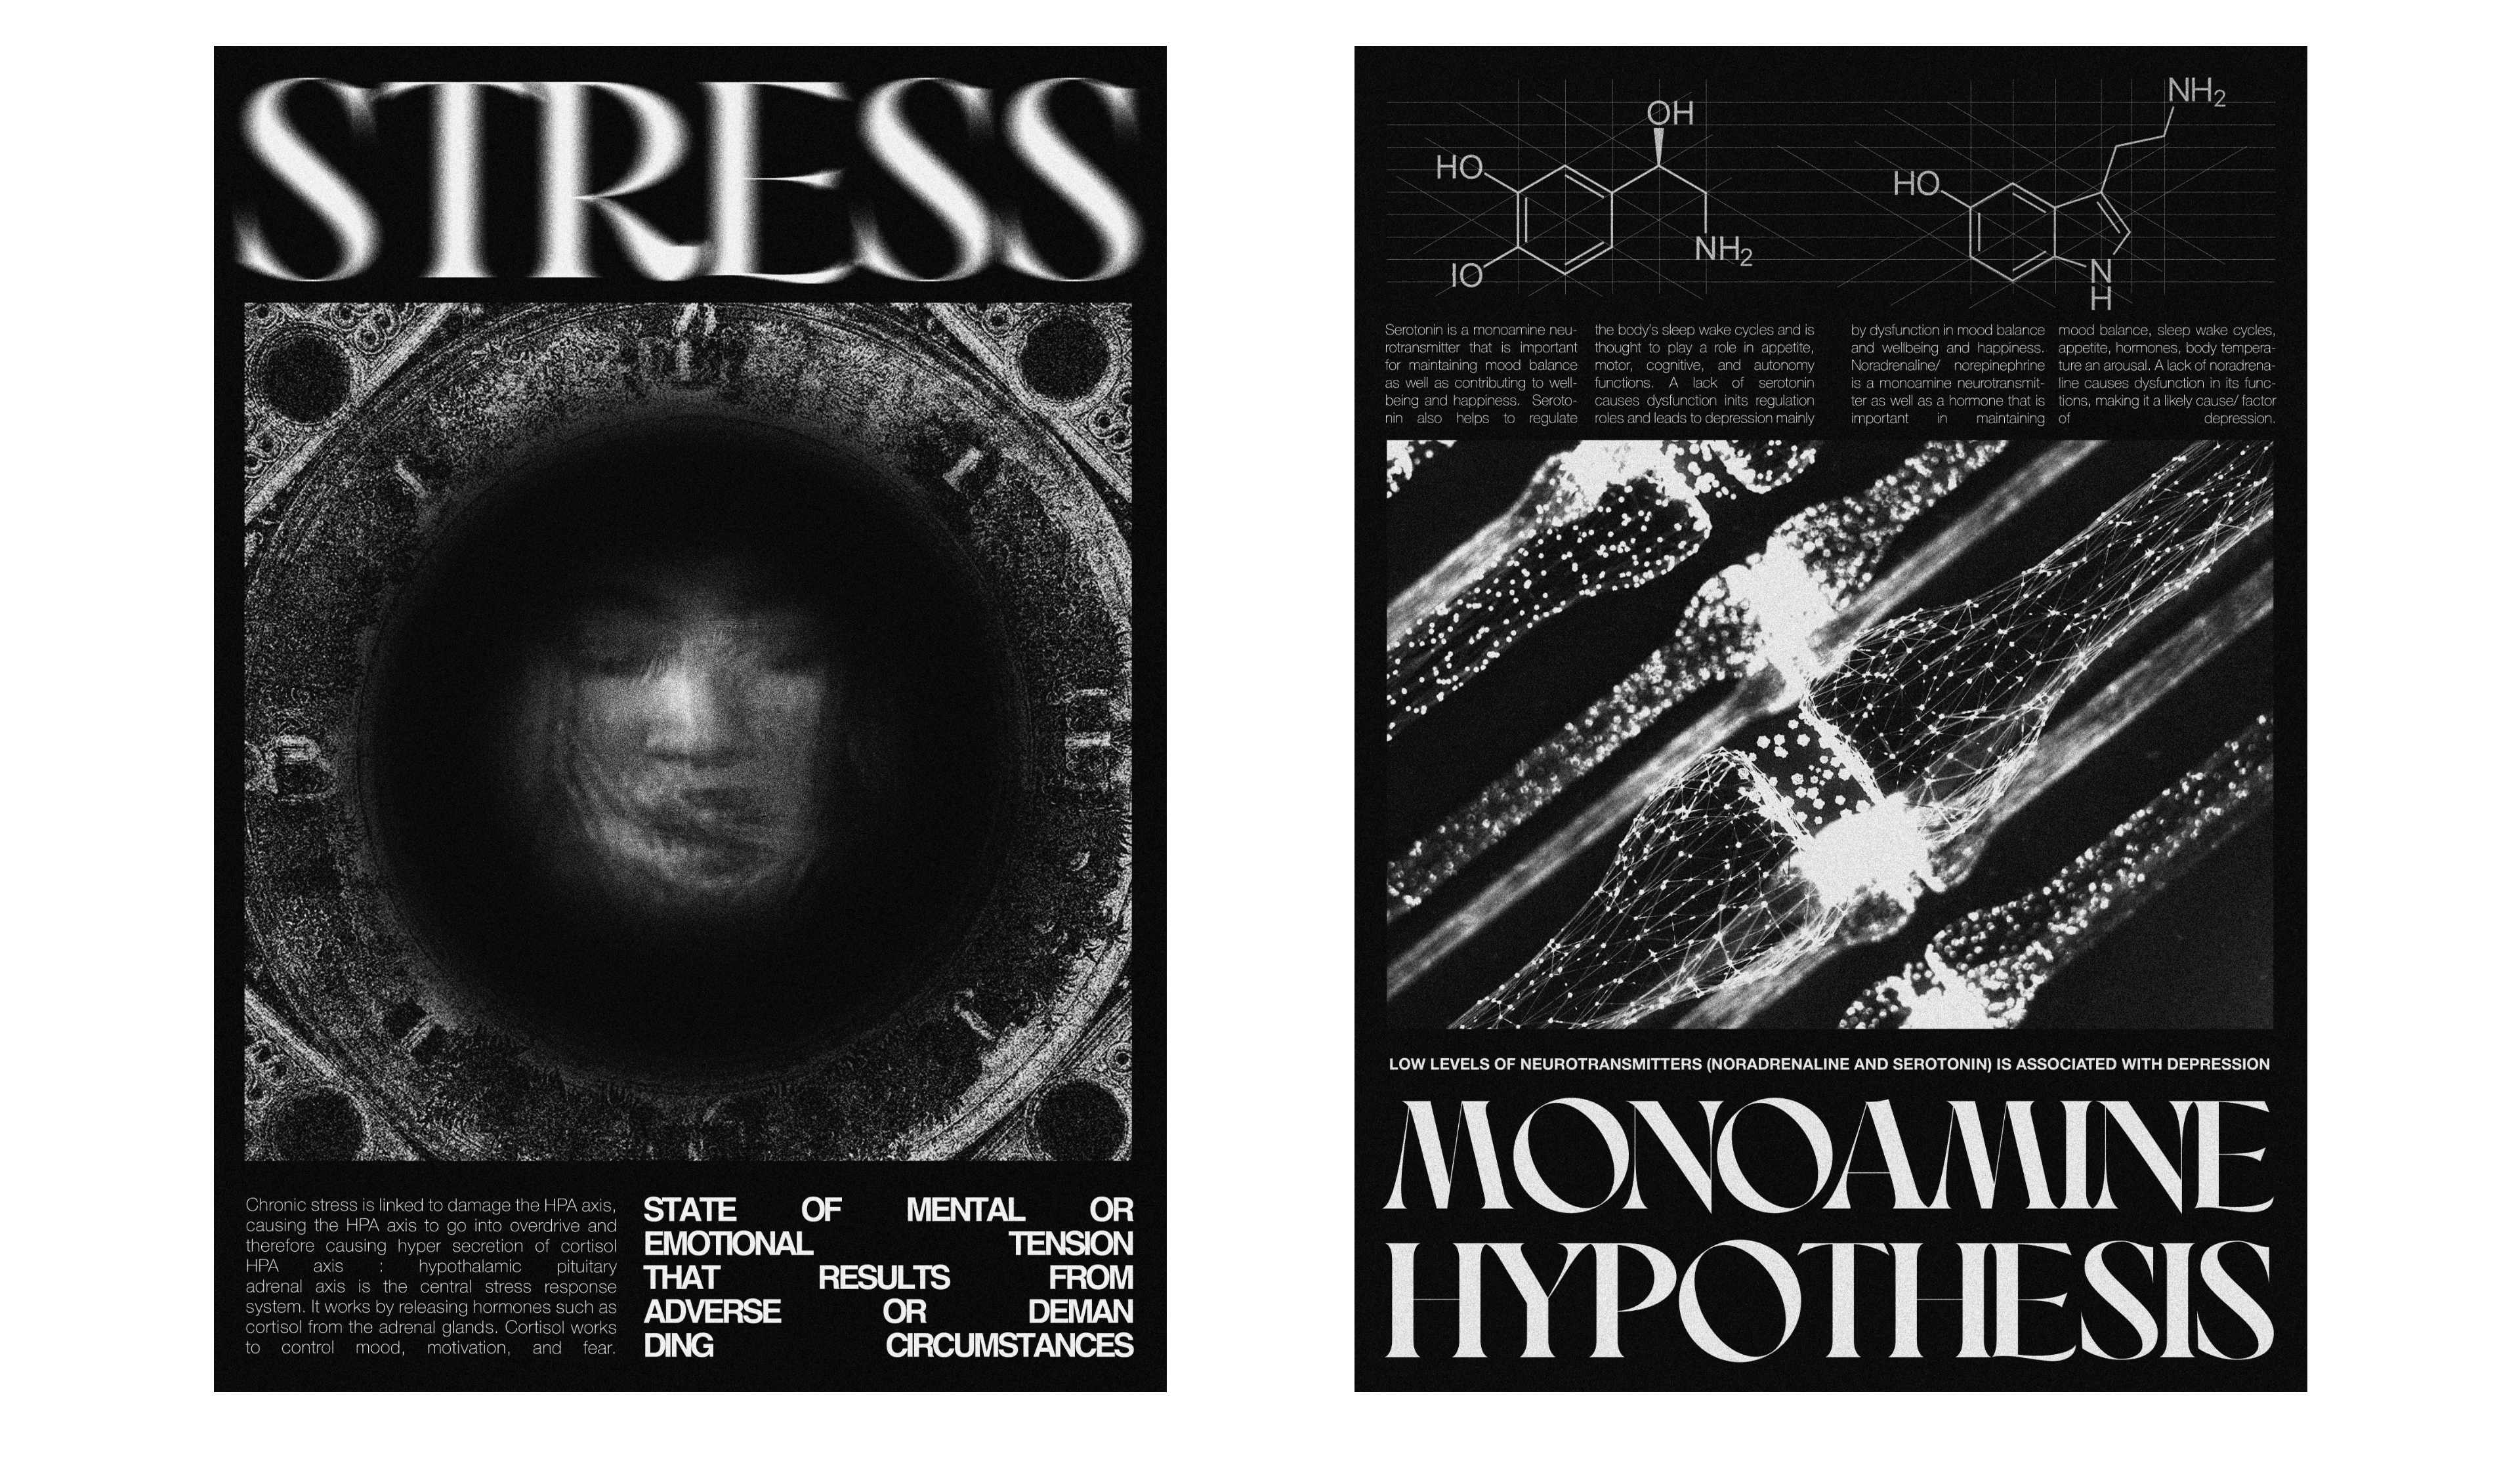 STRESS
Chronic stress is linked to damage the HPA axis,
causing the HPA axis to go into overdrive and
therefore causing hyper secretion of cortisol
HPA axis : hypothalamic pituitary
adrenal axis is the central stress response
system. It works by releasing hormones such as
cortisol from the adrenal glands. Cortisol works
to control mood, motivation, and fear.
STATE OF MENTAL OR
EMOTIONAL TENSION
THAT RESULTS FROM
ADVERSE OR DEMAN
DING CIRCUMSTANCES
OH
HO
NH2
IO
NH2
HO
N
H
Serotonin is a monoamine neu-
rotransmitter that is important
for maintaining mood balance
as well as contributing to well-
being and happiness. Seroto-
nin also helps to regulate
the body's sleep wake cycles and is
thought to play a role in appetite,
motor, cognitive, and autonomy
functions. A lack of serotonin
causes dysfunction inits regulation
roles and leads to depression mainly
by dysfunction in mood balance
and wellbeing and happiness.
Noradrenaline/ norepinephrine
is a monoamine neurotransmit-
ter as well as a hormone that is
important in maintaining
mood balance, sleep wake cycles,
appetite, hormones, body tempera-
ture an arousal. A lack of noradrena-
line causes dysfunction in its func-
tions, making it a likely cause/ factor
of depression.
LOW LEVELS OF NEUROTRANSMITTERS (NORADRENALINE AND SEROTONIN) IS ASSOCIATED WITH DEPRESSION
MONOAMINE
HYPOTHESIS